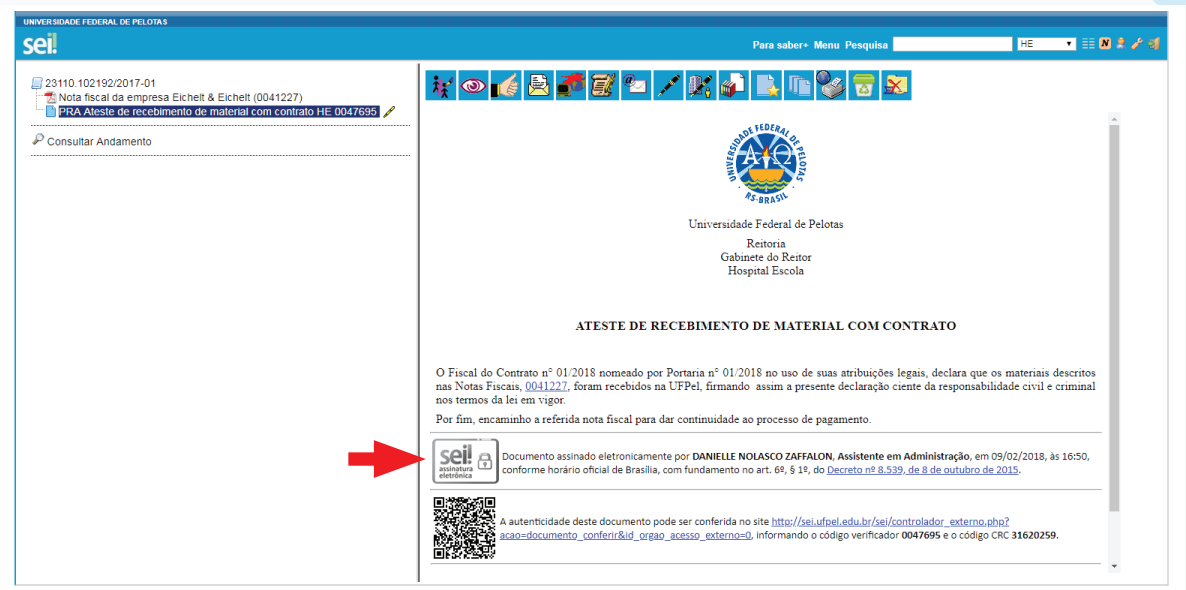 UNIVERSIDADE FEDERAL DE PELOTAS
sei!
Para saber+ Menu Pesquisa
HE
23110.102192/2017-01
Nota fiscal da empresa Eichelt & Eichelt (0041227)
PRA Ateste de recebimento de material com contrato HE 0047695
Consultar Andamento
UNIVERSIDADE FEDERAL DE PELOTAS
RS-BRASIL
Universidade Federal de Pelotas
Reitoria
Gabinete do Reitor
Hospital Escola
ATESTE DE RECEBIMENTO DE MATERIAL COM CONTRATO
O Fiscal do Contrato n° 01/2018 nomeado por Portaria n° 01/2018 no uso de suas atribuições legais, declara que os materiais descritos
nas Notas Fiscais, 0041227, foram recebidos na UFPel, firmando assim a presente declaração ciente da responsabilidade civil e criminal
nos termos da lei em vigor.
Por fim, encaminho a referida nota fiscal para dar continuidade ao processo de pagamento.
sei!
assinatura
eletrônica
Documento assinado eletronicamente por DANIELLE NOLASCO ZAFFALON, Assistente em Administração, em 09/02/2018, às 16:50,
conforme horário oficial de Brasília, com fundamento no art. 6º, § 1º, do Decreto nº 8.539, de 8 de outubro de 2015.
A autenticidade deste documento pode ser conferida no site http://sei.ufpel.edu.br/sei/controlador_externo.php?
acao=documento_conferir&id_orgao_acesso_externo=0, informando o código verificador 0047695 e o código CRC 31620259.